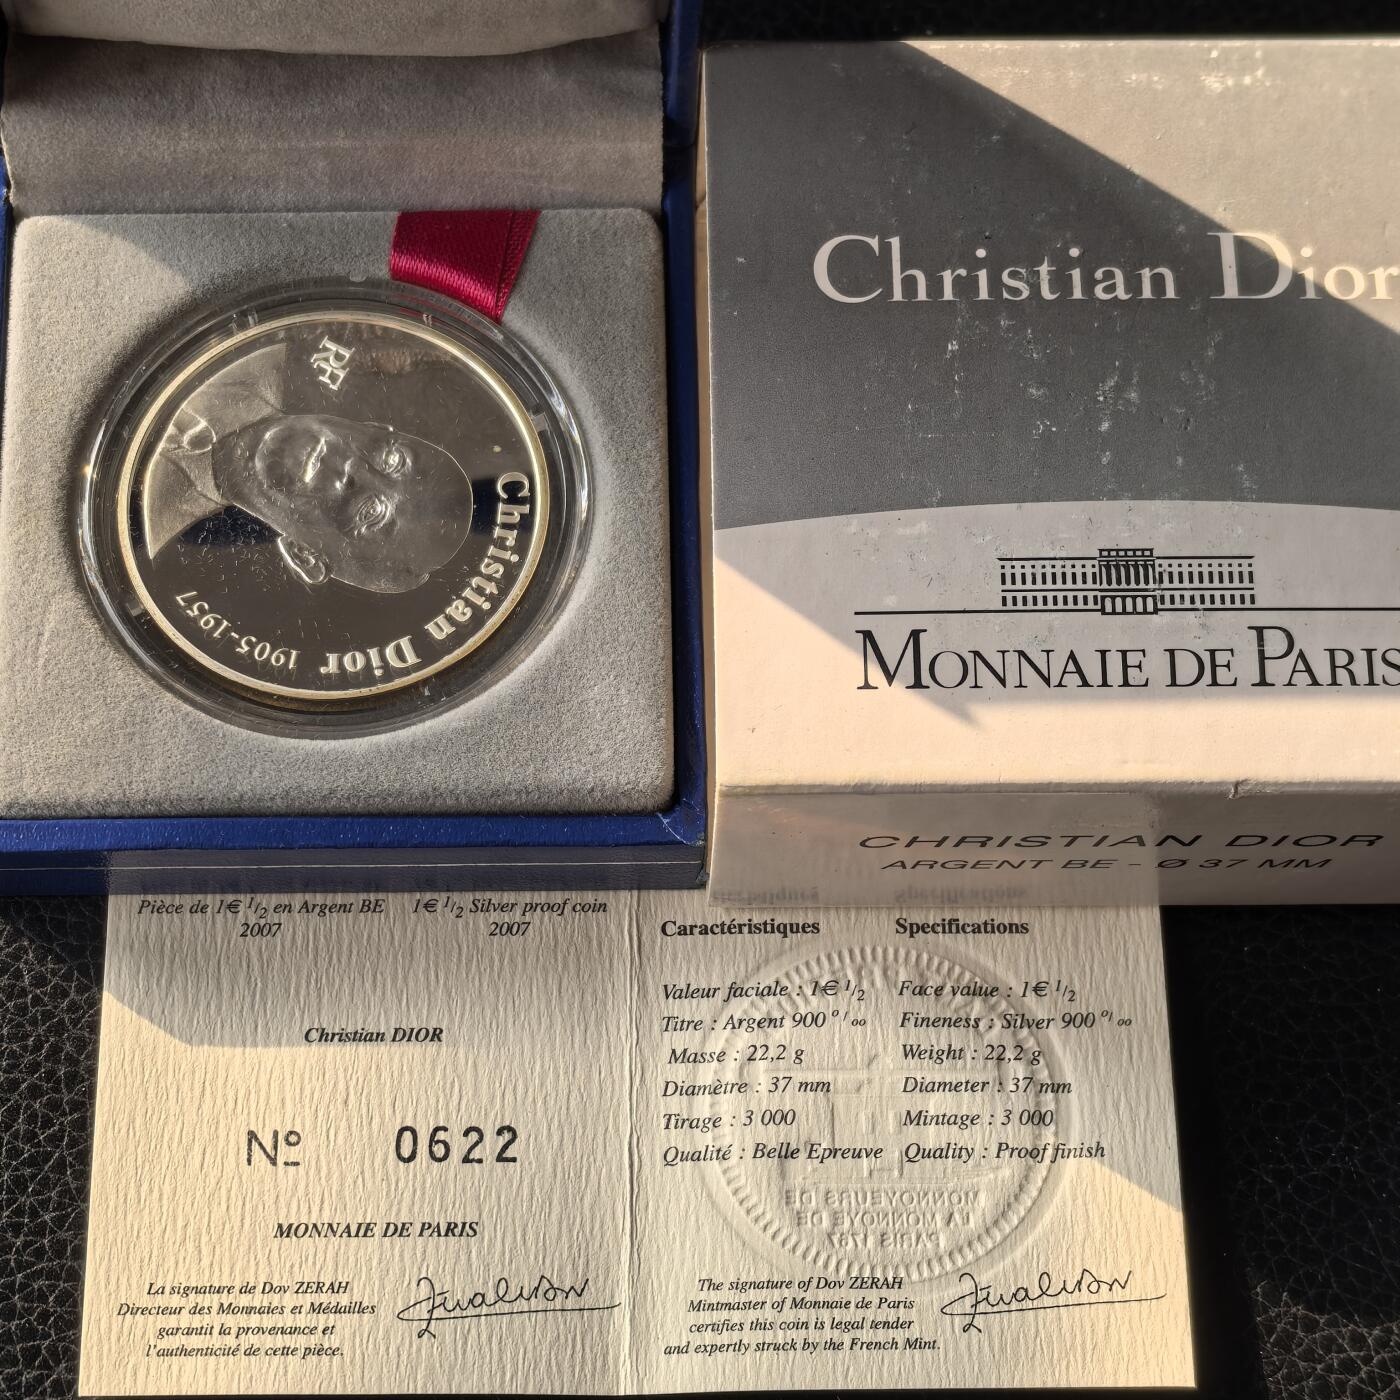 RF
Christian Dior 1905-1957
Christian Dior
MONNAIE DE PARIS
CHRISTIAN DIOR
ARGENT BE - Ø 37 MM
Pièce de 1€ 1/2 en Argent BE
2007
1€ 1/2 Silver proof coin
2007
Christian DIOR
Nº 0622
MONNAIE DE PARIS
La signature de Dov ZERAH
Directeur des Monnaies et Médailles
garantit la provenance et
l'authenticité de cette pièce.
Caractéristiques
Valeur faciale : 1€ 1/2
Titre : Argent 900 o/oo
Masse : 22,2 g
Diamètre : 37 mm
Tirage : 3 000
Qualité : Belle Epreuve
Specifications
Face value : 1€ 1/2
Fineness : Silver 900 o/oo
Weight : 22,2 g
Diameter : 37 mm
Mintage : 3 000
Quality : Proof finish
MONNOYEURS DE
LA MONNOYE DE
PARIS 1787
The signature of Dov ZERAH
Mintmaster of Monnaie de Paris
certifies this coin is legal tender
and expertly struck by the French Mint.